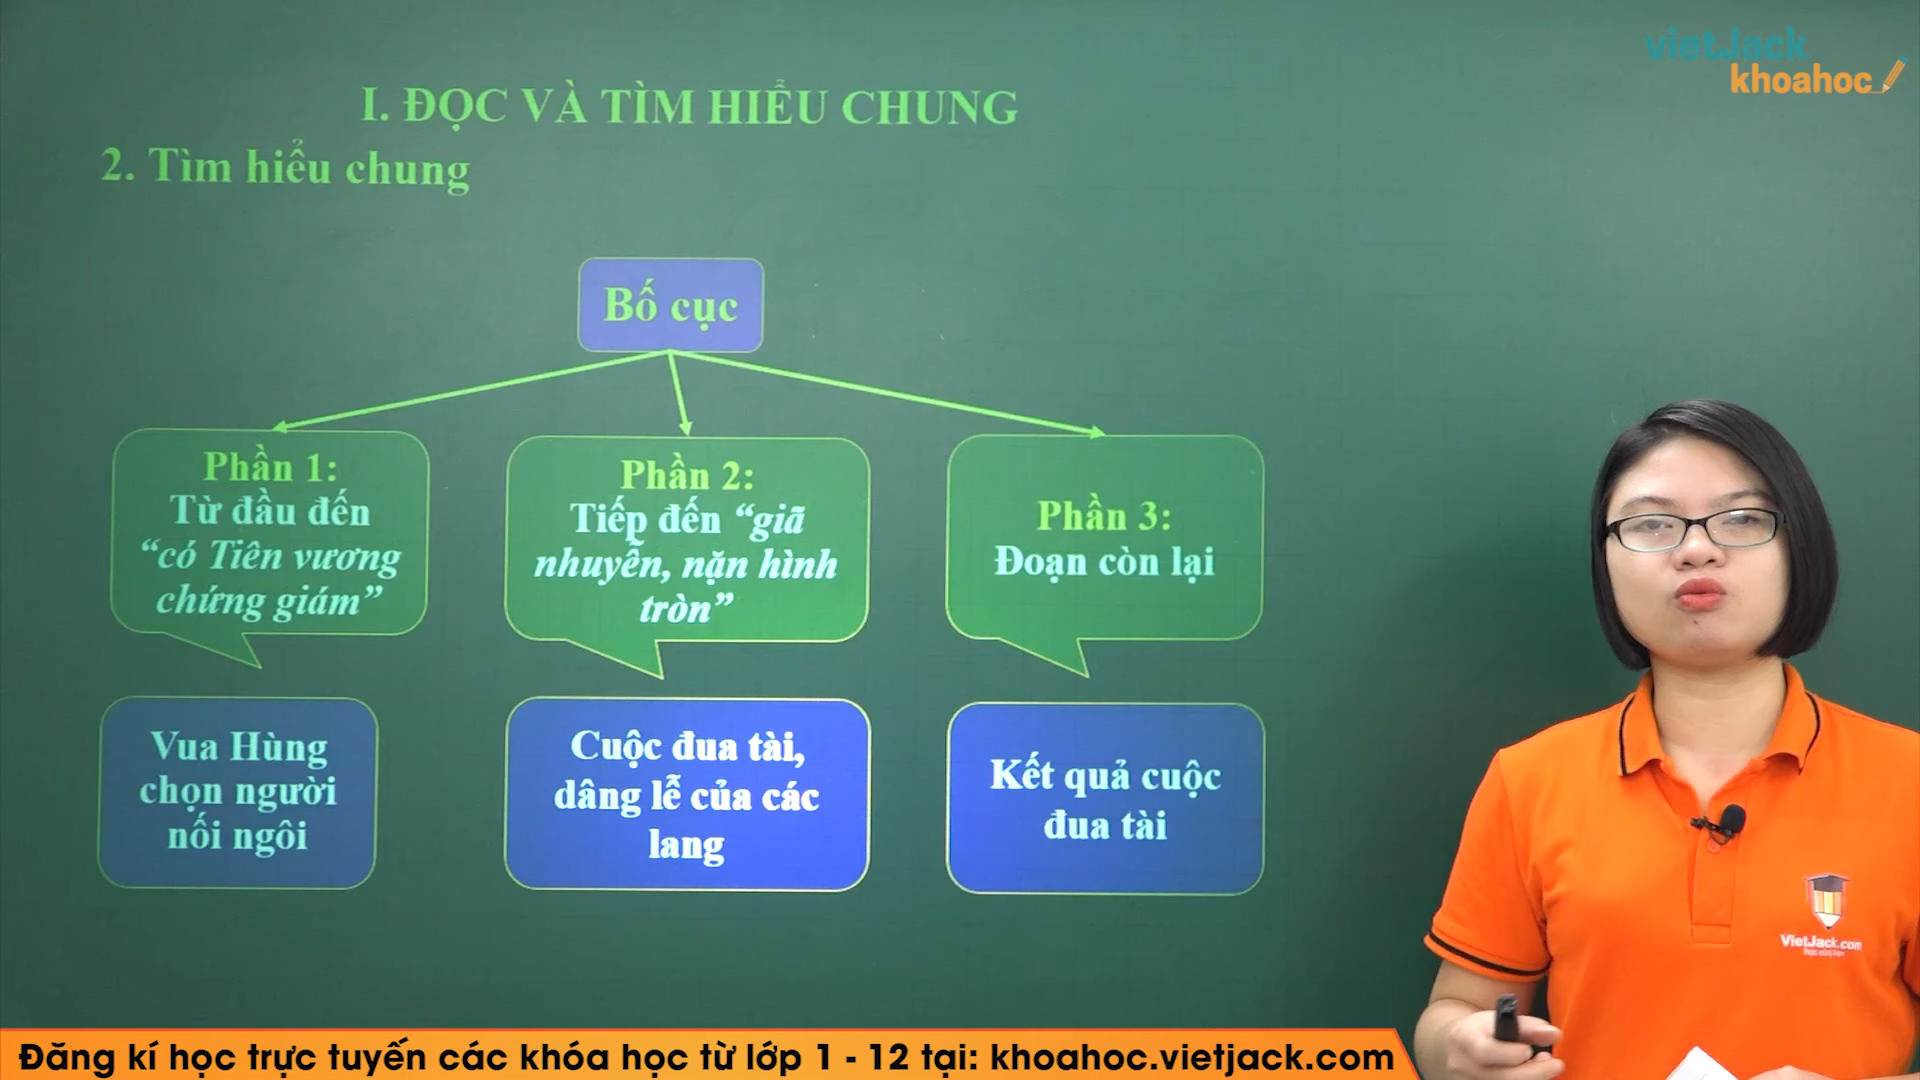 vietJack
khoahoc
I. ĐỌC VÀ TÌM HIỂU CHUNG
2. Tìm hiểu chung
Bố cục
Phần 1:
Từ đầu đến
“có Tiên vương
chứng giám”
Phần 2:
Tiếp đến “giã
nhuyễn, nặn hình
tròn”
Phần 3:
Đoạn còn lại
Vua Hùng
chọn người
nối ngôi
Cuộc đua tài,
dâng lễ của các
lang
Kết quả cuộc
đua tài
VietJack.com
Đăng kí học trực tuyến các khóa học từ lớp 1 - 12 tại: khoahoc.vietjack.com